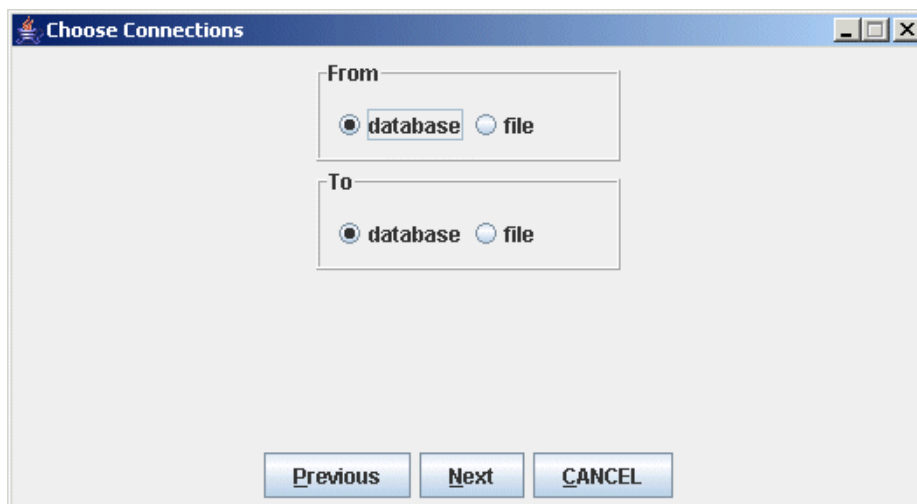 Choose Connections
From
database file
To
database file
Previous Next CANCEL